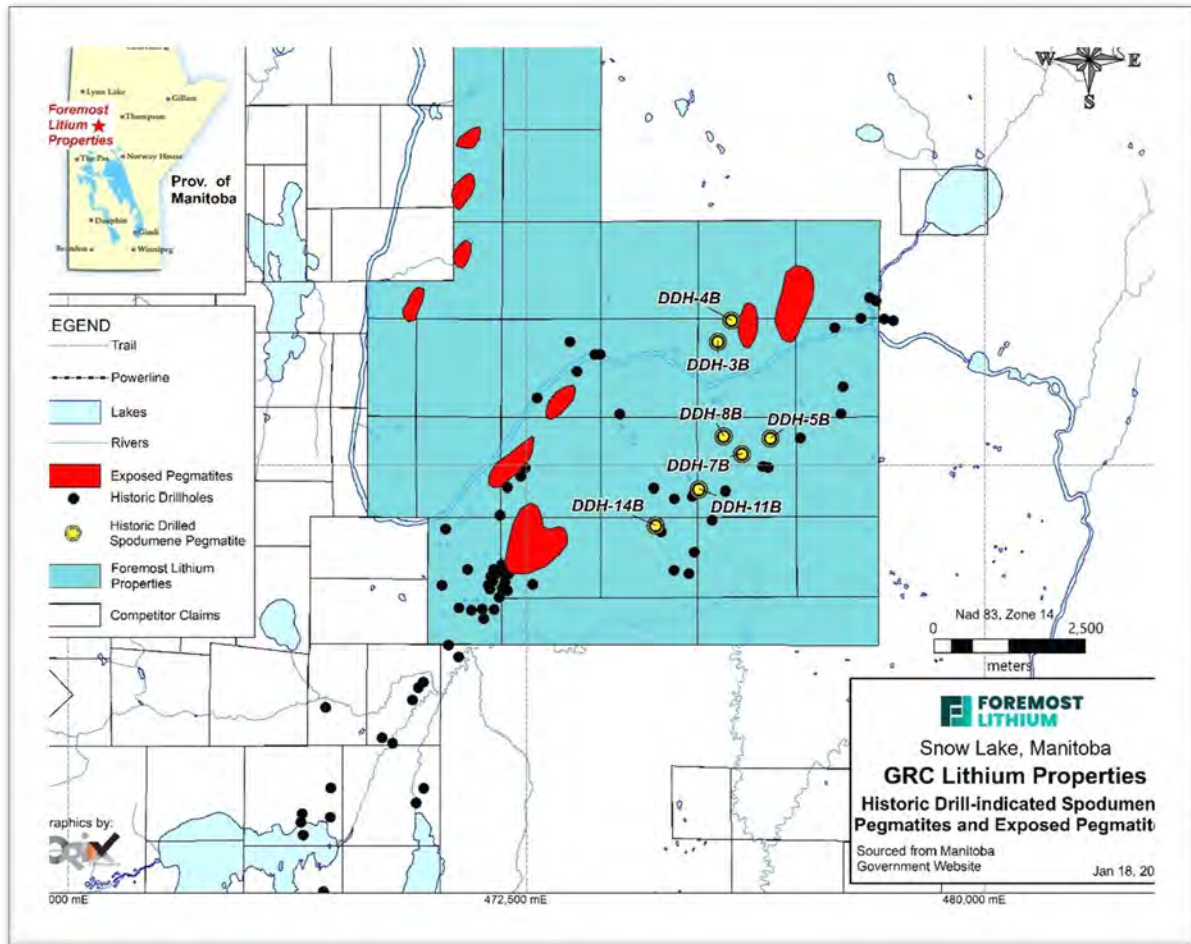 Lynn Lake
Gillam
Foremost
Litium
Properties
Thompson
The Pas
Norway House
Prov. of
Manitoba
Dauphin
Gimli
Brandon
Winnipeg
W E
S
EGEND
Trail
Powerline
Lakes
Rivers
Exposed Pegmatites
Historic Drillholes
Historic Drilled
Spodumene Pegmatite
Foremost Lithium
Properties
Competitor Claims
DDH-4B
DDH-3B
DDH-8B
DDH-5B
DDH-7B
DDH-14B
DDH-11B
Nad 83, Zone 14
0 2,500
meters
FOREMOST
LITHIUM
Snow Lake, Manitoba
GRC Lithium Properties
Historic Drill-indicated Spodumen
Pegmatites and Exposed Pegmatit
Sourced from Manitoba
Government Website
Jan 18, 20
raphics by:
000 mE
472,500 mE
480,000 mE